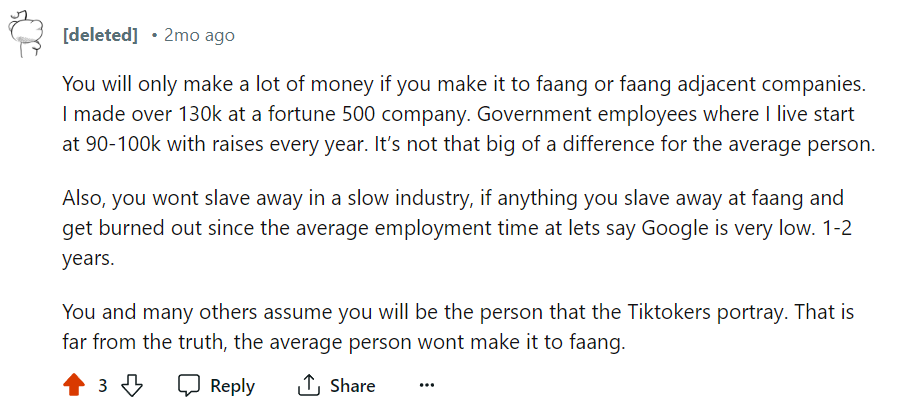 [deleted] • 2mo ago
You will only make a lot of money if you make it to faang or faang adjacent companies.
I made over 130k at a fortune 500 company. Government employees where I live start
at 90-100k with raises every year. It’s not that big of a difference for the average person.
Also, you wont slave away in a slow industry, if anything you slave away at faang and
get burned out since the average employment time at lets say Google is very low. 1-2
years.
You and many others assume you will be the person that the Tiktokers portray. That is
far from the truth, the average person wont make it to faang.
3 Reply Share ...